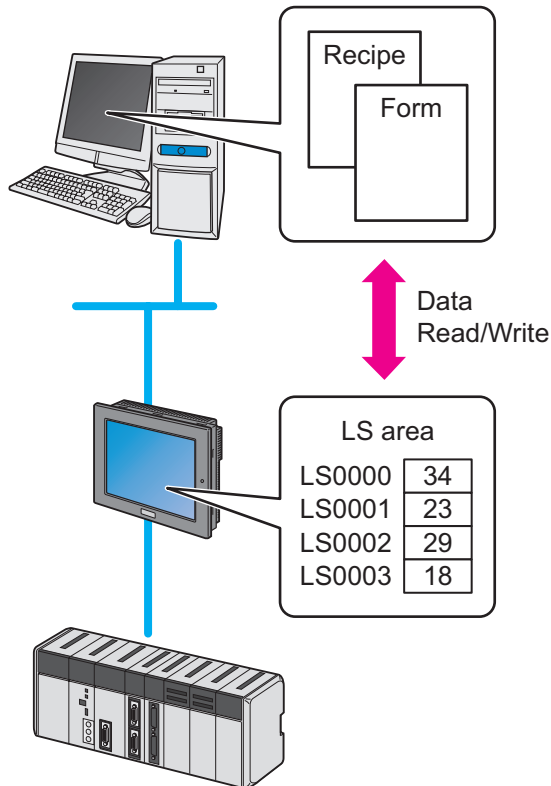 Recipe
Form
Data
Read/Write
LS area
LS0000 34
LS0001 23
LS0002 29
LS0003 18